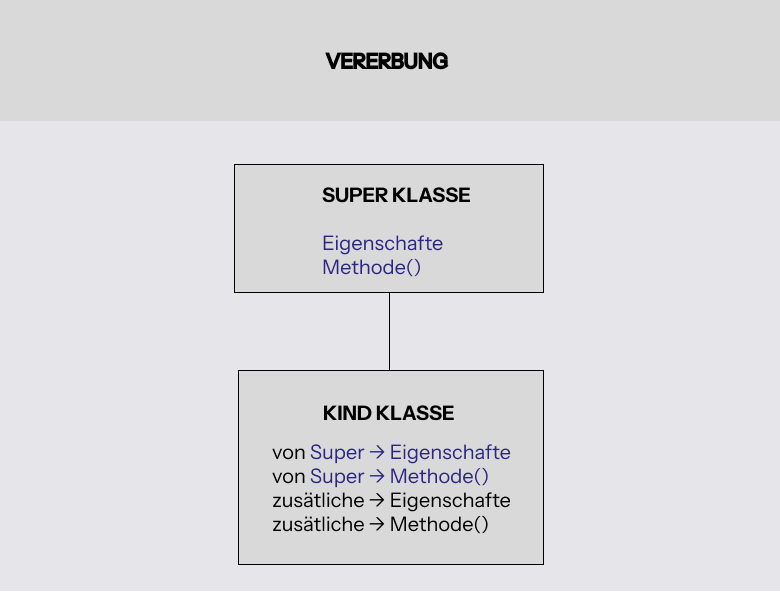 VERERBUNG
SUPER KLASSE
Eigenschafte
Methode()
KIND KLASSE
von Super → Eigenschafte
von Super → Methode()
zusätliche → Eigenschafte
zusätliche → Methode()